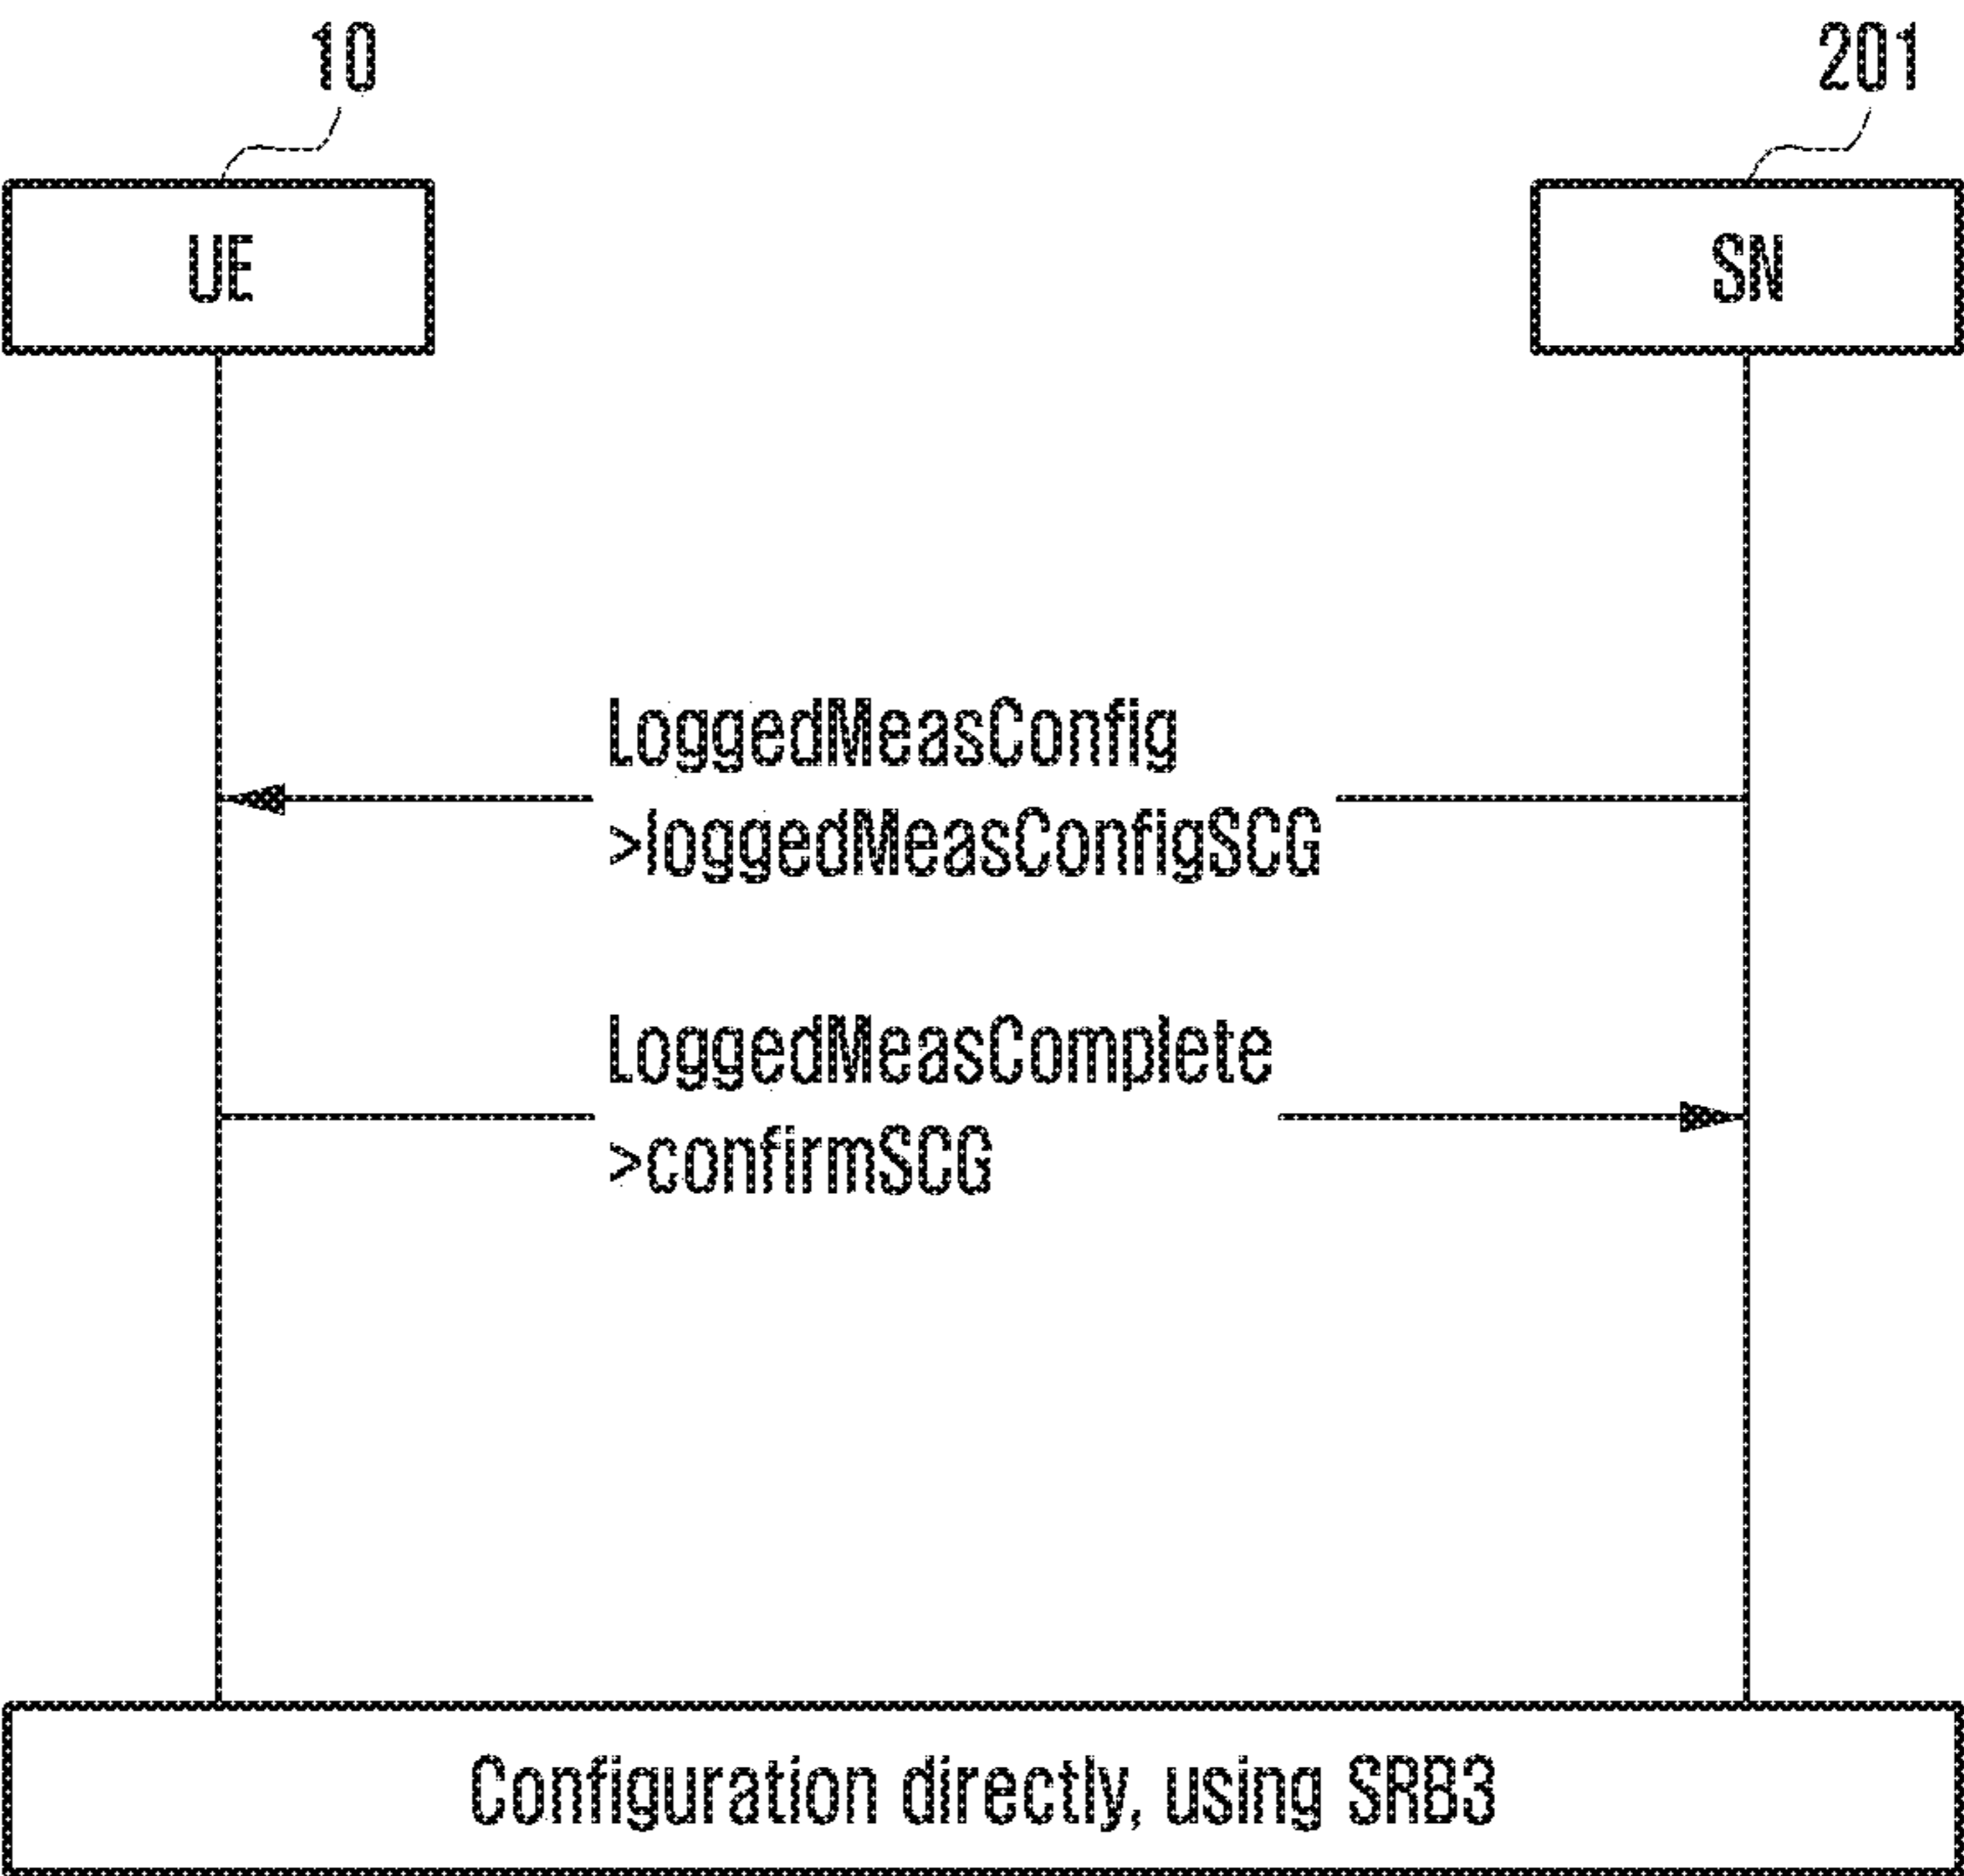 10
201
UE
SN
LoggedMeasConfig
>loggedMeasConfigSCG
LoggedMeasComplete
>confirmSCG
Configuration directly, using SRB3